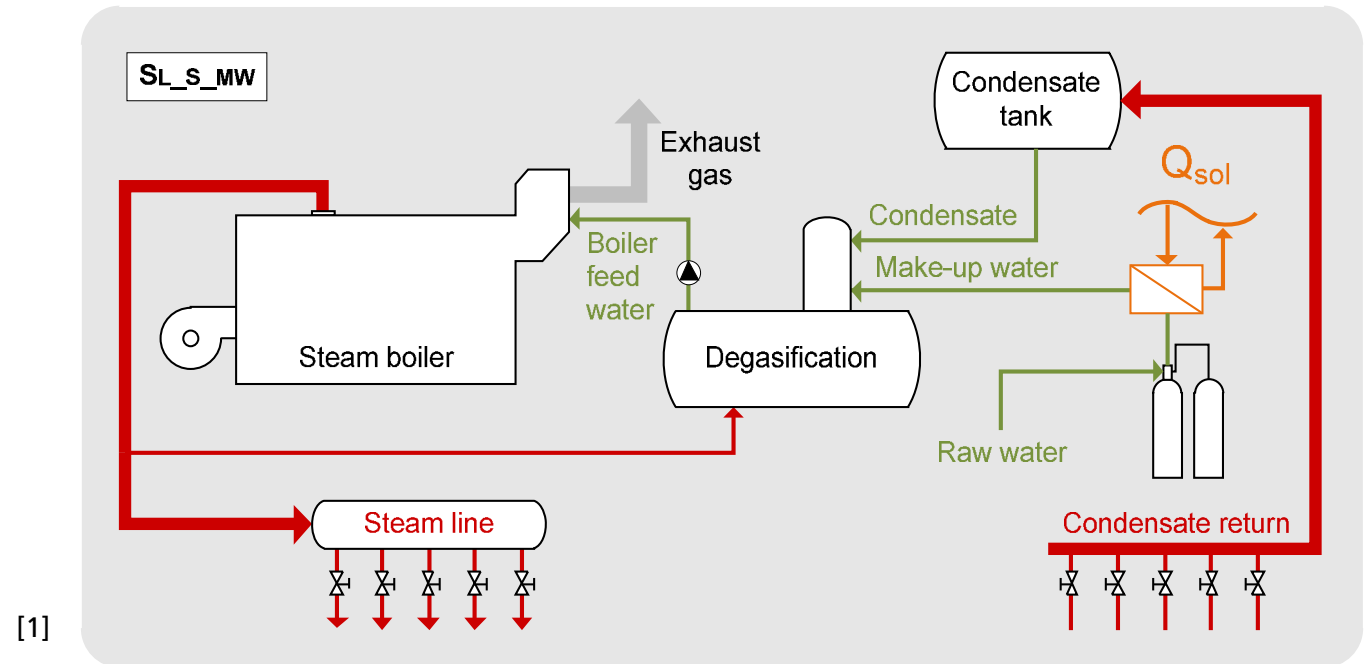 SL_S_MW
Condensate
tank
Exhaust
gas
Qsol
Condensate
Boiler
feed
water
Make-up water
Steam boiler
Degasification
Raw water
Steam line
Condensate return
[1]